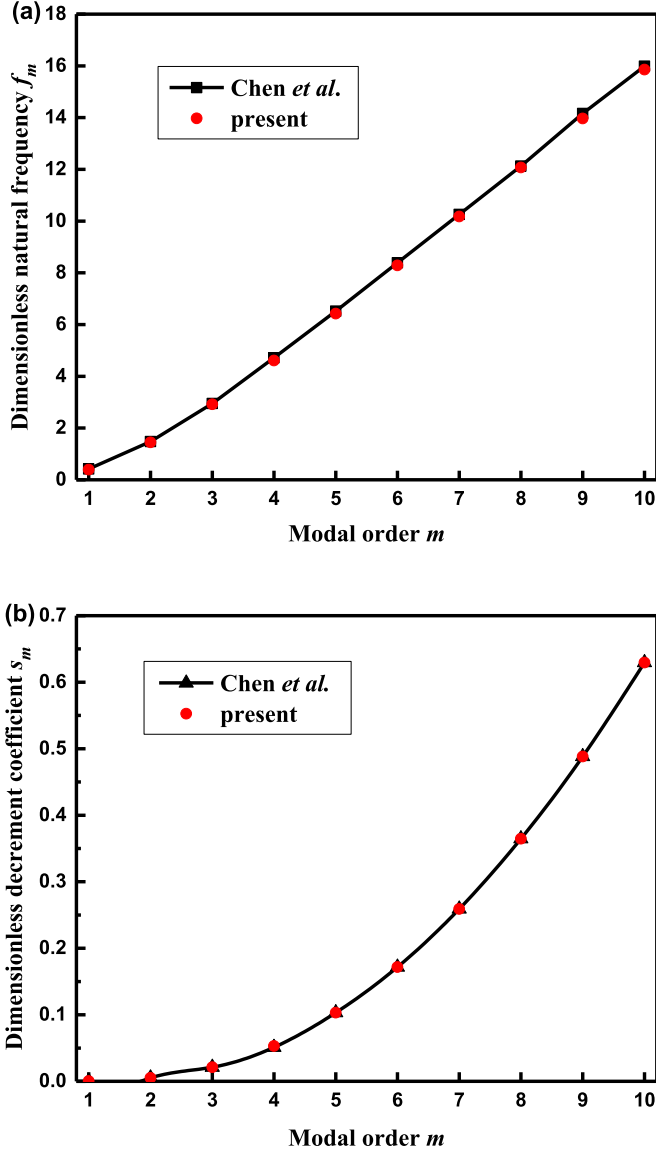 (a)
18
16
14
12
10
8
6
4
2
0
Dimensionless natural frequency f_m
Chen et al.
present
1 2 3 4 5 6 7 8 9 10
Modal order m
(b)
0.7
0.6
0.5
0.4
0.3
0.2
0.1
0.0
Dimensionless decrement coefficient s_m
Chen et al.
present
1 2 3 4 5 6 7 8 9 10
Modal order m